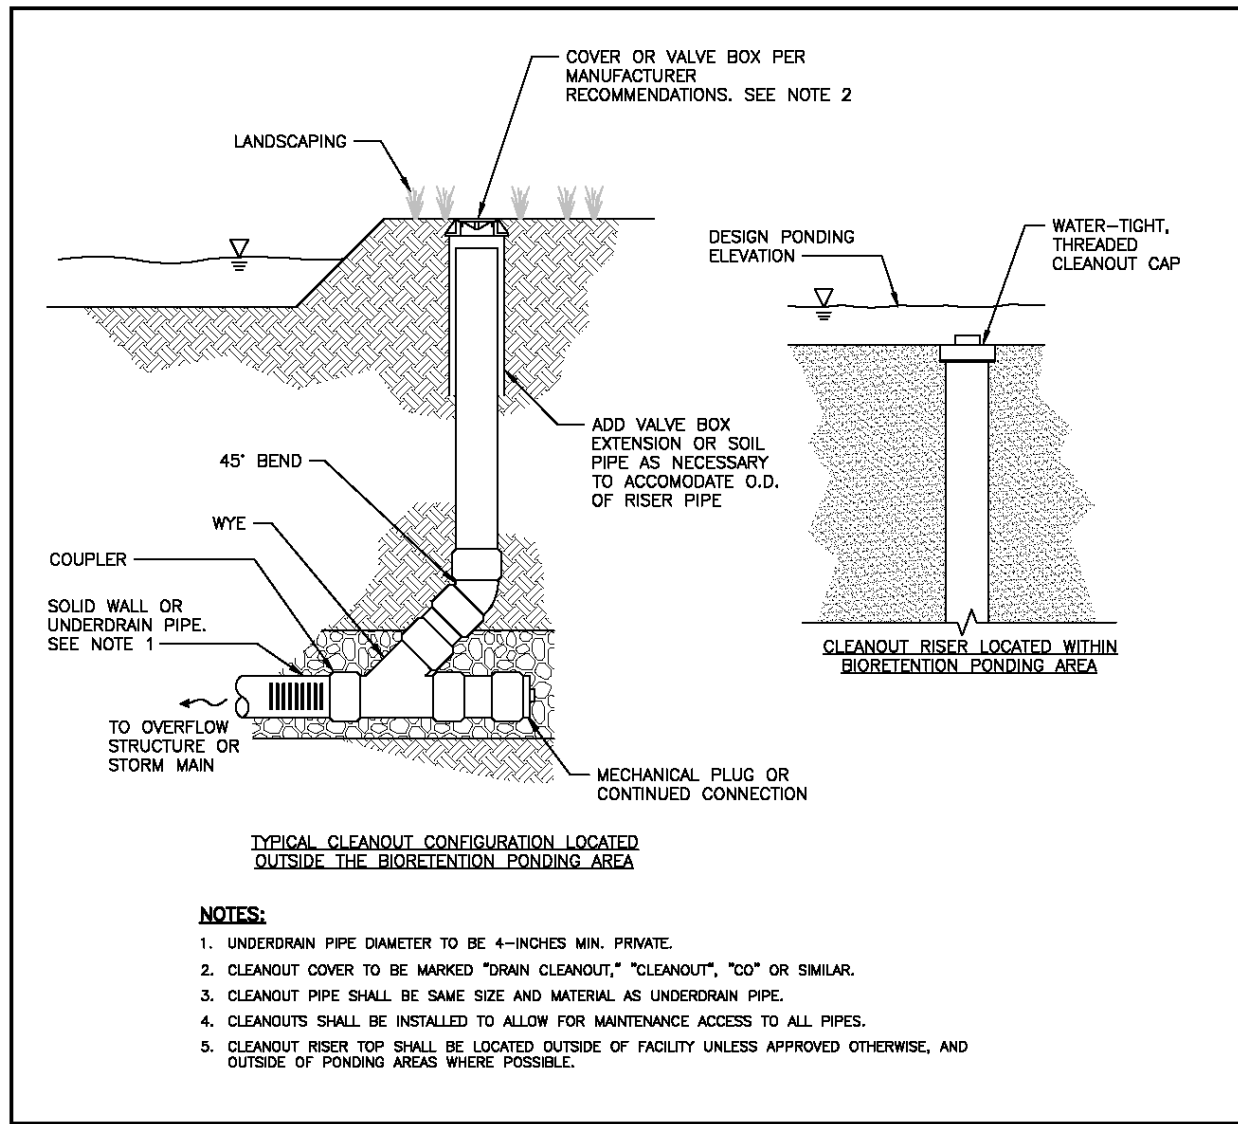 COVER OR VALVE BOX PER
MANUFACTURER
RECOMMENDATIONS. SEE NOTE 2
LANDSCAPING
DESIGN PONDING
ELEVATION
WATER-TIGHT,
THREADED
CLEANOUT CAP
ADD VALVE BOX
EXTENSION OR SOIL
PIPE AS NECESSARY
TO ACCOMODATE O.D.
OF RISER PIPE
45° BEND
WYE
COUPLER
SOLID WALL OR
UNDERDRAIN PIPE.
SEE NOTE 1
TO OVERFLOW
STRUCTURE OR
STORM MAIN
MECHANICAL PLUG OR
CONTINUED CONNECTION
CLEANOUT RISER LOCATED WITHIN
BIORETENTION PONDING AREA
TYPICAL CLEANOUT CONFIGURATION LOCATED
OUTSIDE THE BIORETENTION PONDING AREA
NOTES:
1. UNDERDRAIN PIPE DIAMETER TO BE 4-INCHES MIN. PRIVATE.
2. CLEANOUT COVER TO BE MARKED "DRAIN CLEANOUT," "CLEANOUT", "CO" OR SIMILAR.
3. CLEANOUT PIPE SHALL BE SAME SIZE AND MATERIAL AS UNDERDRAIN PIPE.
4. CLEANOUTS SHALL BE INSTALLED TO ALLOW FOR MAINTENANCE ACCESS TO ALL PIPES.
5. CLEANOUT RISER TOP SHALL BE LOCATED OUTSIDE OF FACILITY UNLESS APPROVED OTHERWISE, AND
OUTSIDE OF PONDING AREAS WHERE POSSIBLE.